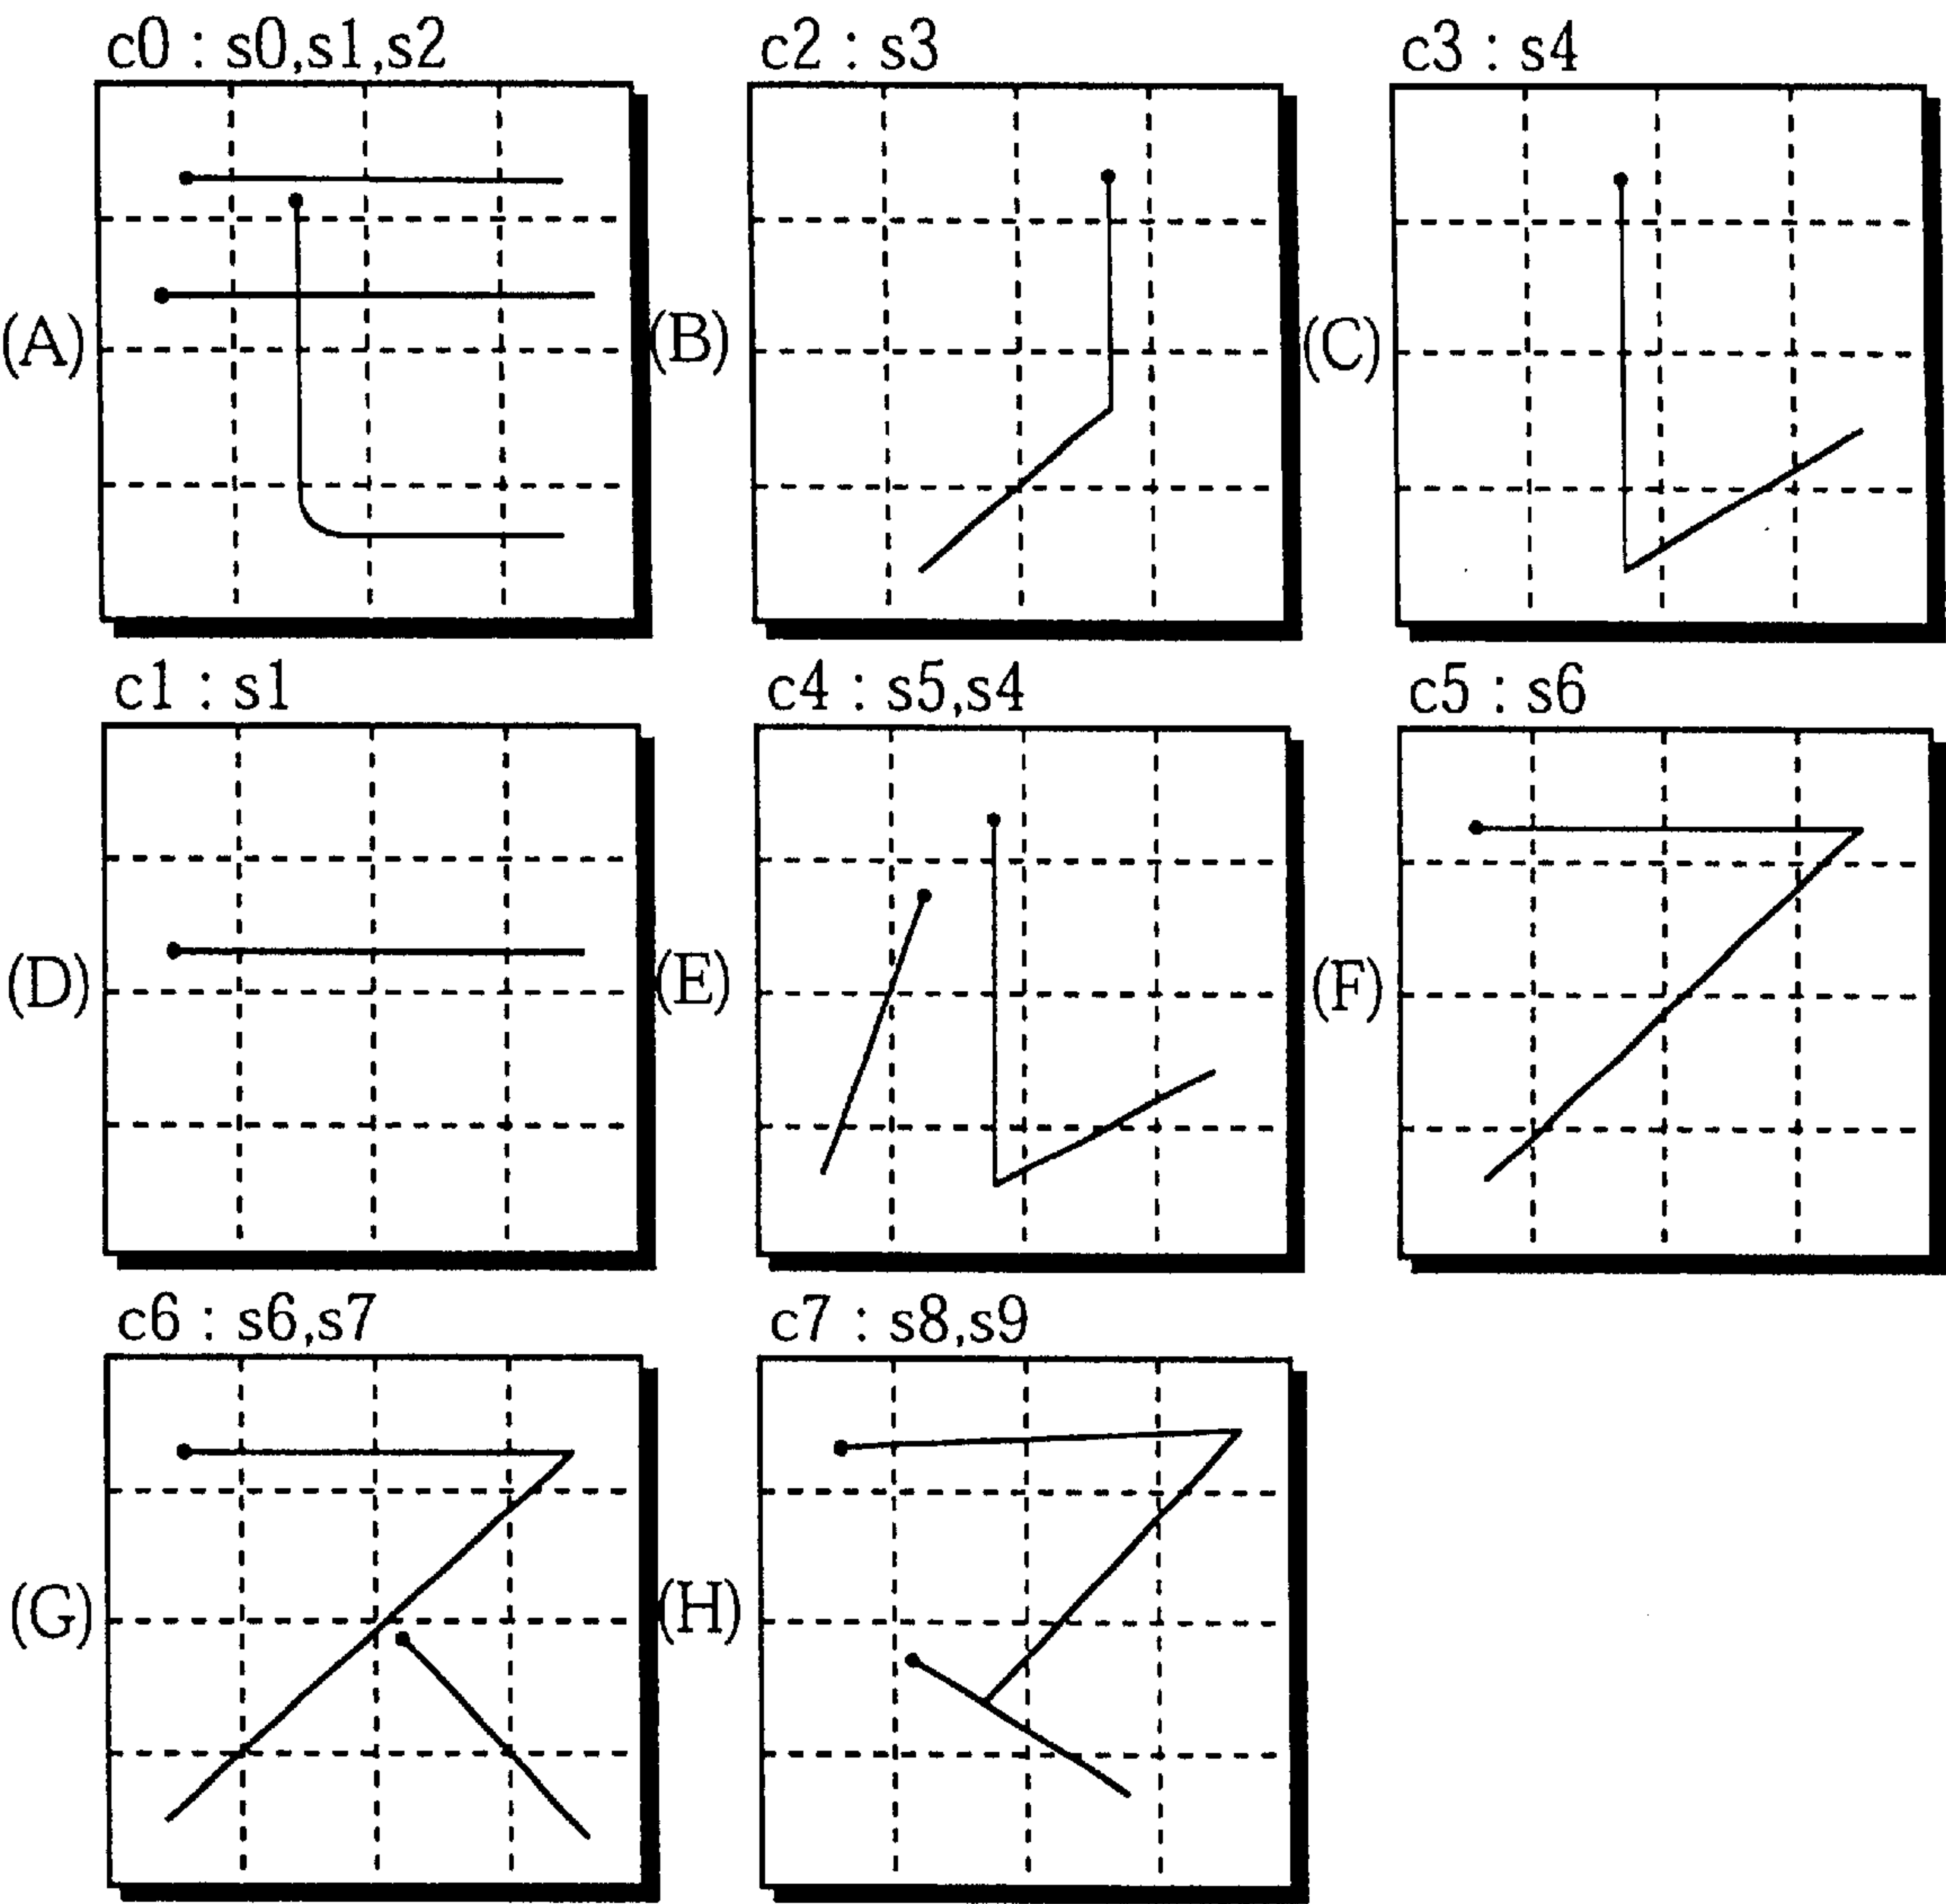 c0 : s0,s1,s2
c2 : s3
c3 : s4
(A)
(B)
(C)
c1 : s1
c4 : s5,s4
c5 : s6
(D)
(E)
(F)
c6 : s6,s7
c7 : s8,s9
(G)
(H)